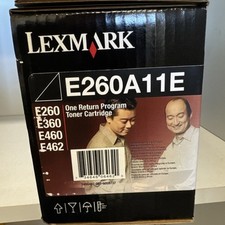 LEXMARK
E260A11E
One Return Program
Toner Cartridge
E260
E360
E460
E462